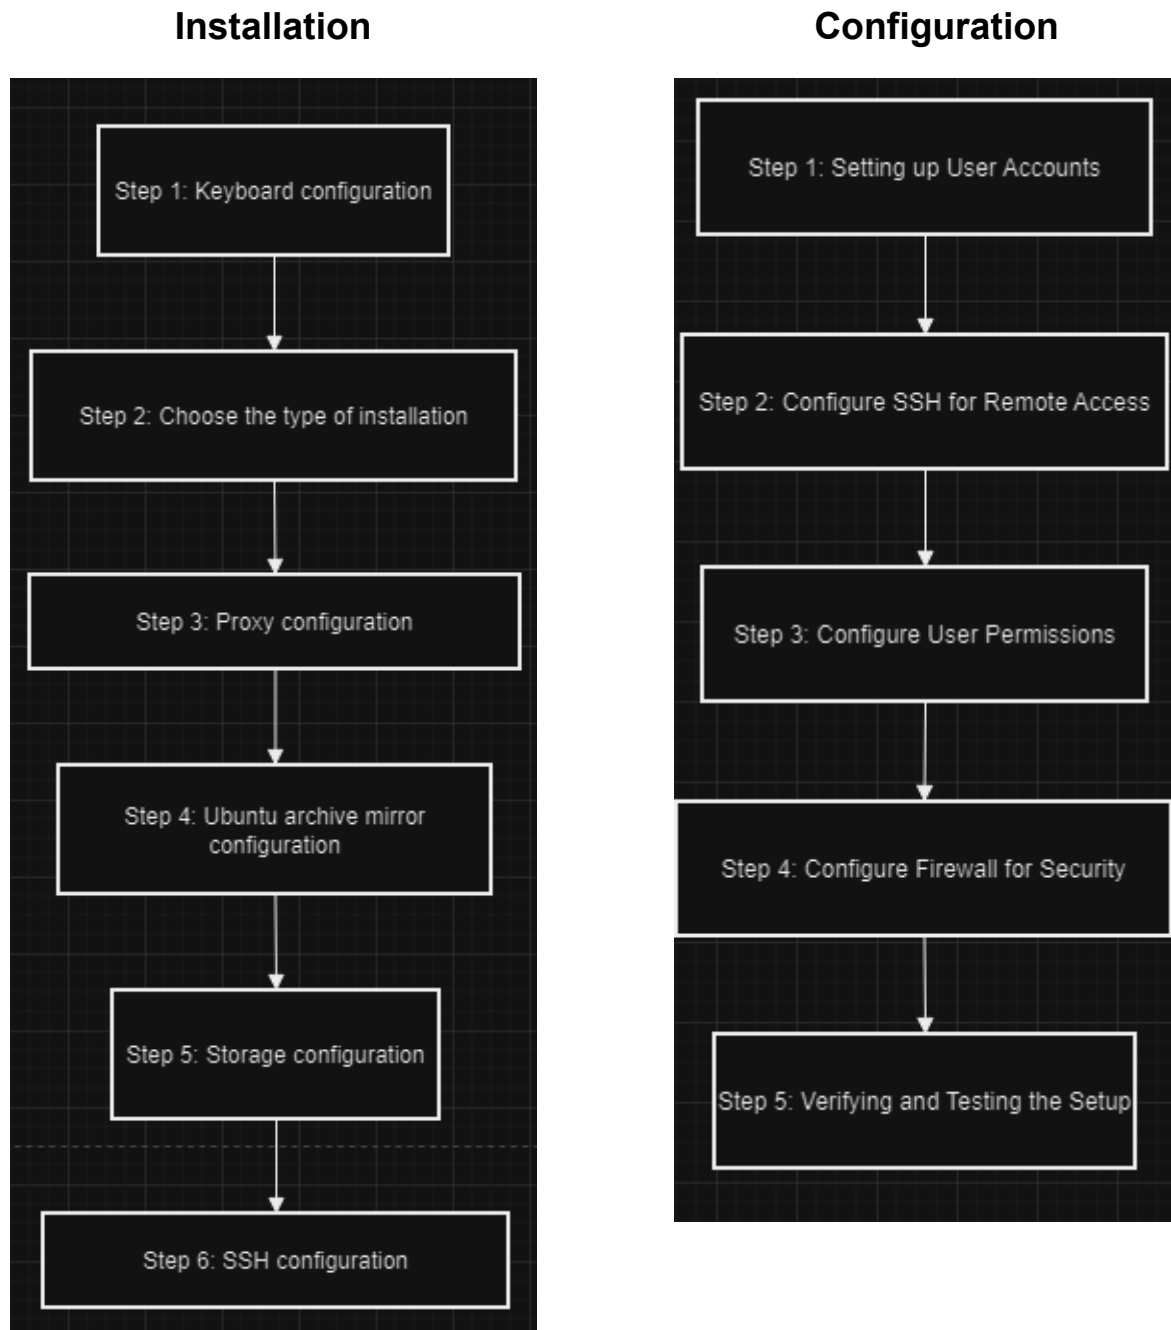 Installation
Step 1: Keyboard configuration
Step 2: Choose the type of installation
Step 3: Proxy configuration
Step 4: Ubuntu archive mirror
configuration
Step 5: Storage configuration
Step 6: SSH configuration
Configuration
Step 1: Setting up User Accounts
Step 2: Configure SSH for Remote Access
Step 3: Configure User Permissions
Step 4: Configure Firewall for Security
Step 5: Verifying and Testing the Setup